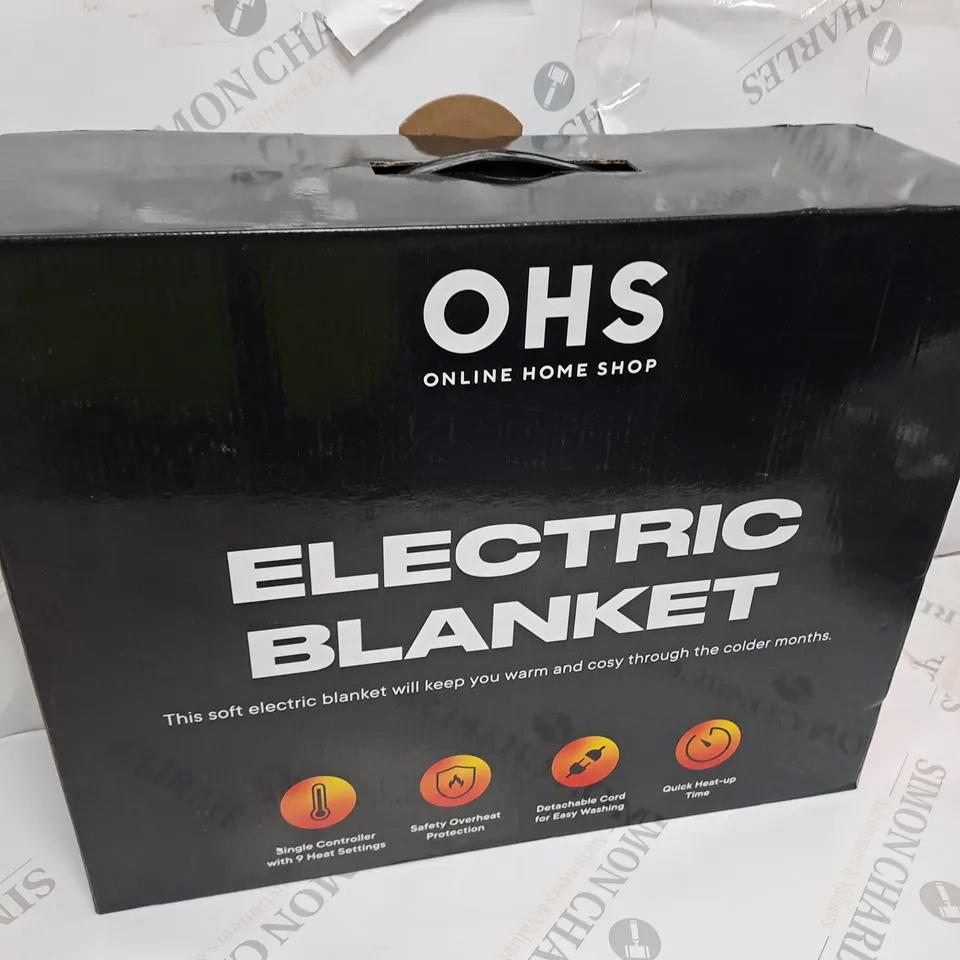 OHS
ONLINE HOME SHOP
ELECTRIC
BLANKET
This soft electric blanket will keep you warm and cosy through the colder months.
Single Controller
with 9 Heat Settings
Safety Overheat
Protection
Detachable Cord
for Easy Washing
Quick Heat-up
Time
SIMON CHARLES
Auctioneers & Valuers